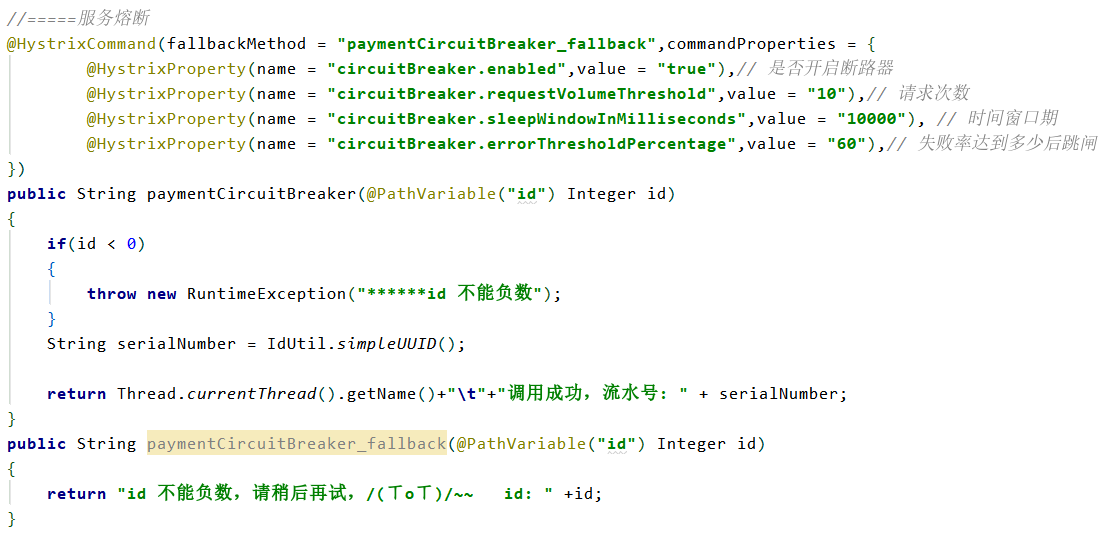 //=====服务熔断
@HystrixCommand(fallbackMethod = "paymentCircuitBreaker_fallback",commandProperties = {
        @HystrixProperty(name = "circuitBreaker.enabled",value = "true"),// 是否开启断路器
        @HystrixProperty(name = "circuitBreaker.requestVolumeThreshold",value = "10"),// 请求次数
        @HystrixProperty(name = "circuitBreaker.sleepWindowInMilliseconds",value = "10000"), // 时间窗口期
        @HystrixProperty(name = "circuitBreaker.errorThresholdPercentage",value = "60"),// 失败率达到多少后跳闸
})
public String paymentCircuitBreaker(@PathVariable("id") Integer id)
{
    if(id < 0)
    {
        throw new RuntimeException("******id 不能负数");
    }
    String serialNumber = IdUtil.simpleUUID();

    return Thread.currentThread().getName()+"\t"+"调用成功，流水号: " + serialNumber;
}
public String paymentCircuitBreaker_fallback(@PathVariable("id") Integer id)
{
    return "id 不能负数，请稍后再试，/(ㄒoㄒ)/~~   id: " +id;
}